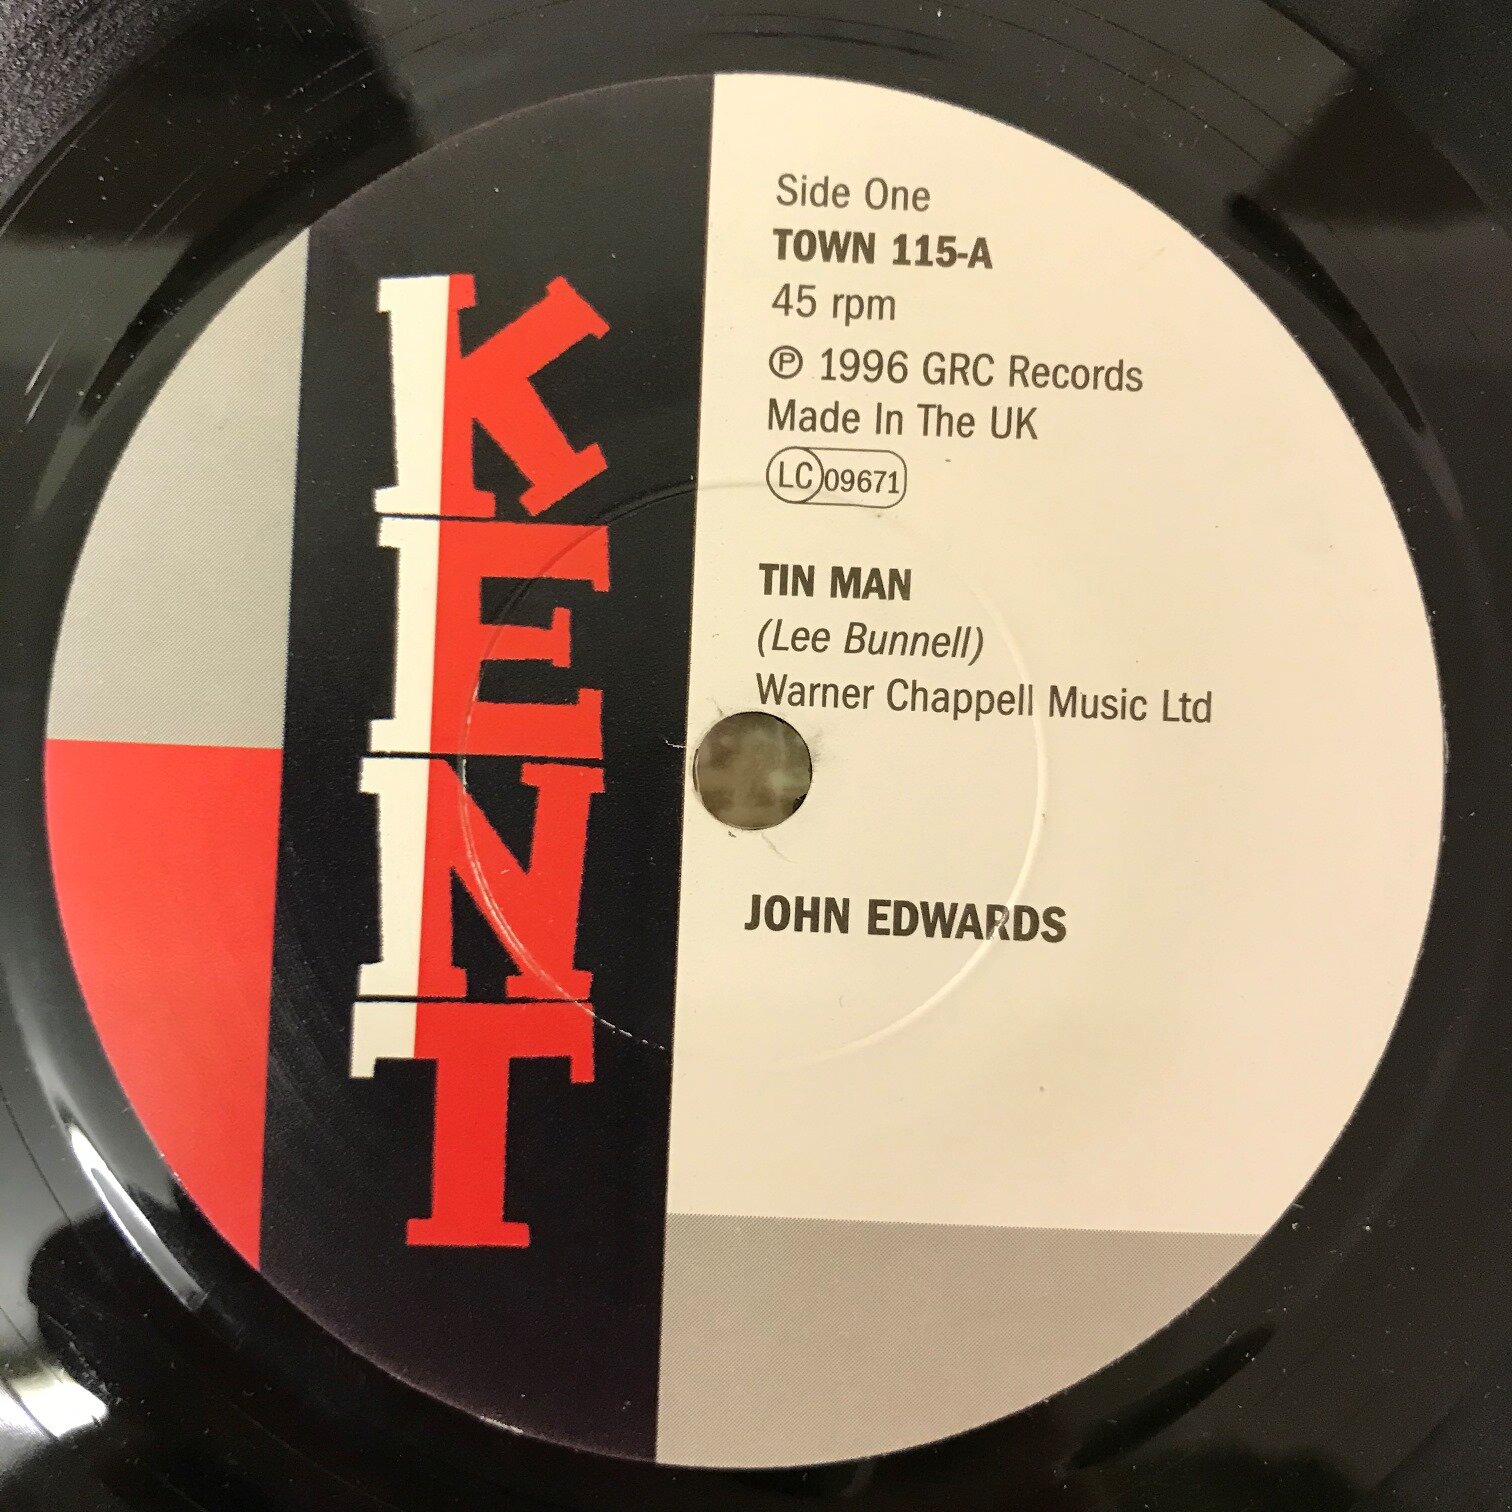 KENT
Side One
TOWN 115-A
45 rpm
℗ 1996 GRC Records
Made In The UK
LC 09671
TIN MAN
(Lee Bunnell)
Warner Chappell Music Ltd
JOHN EDWARDS